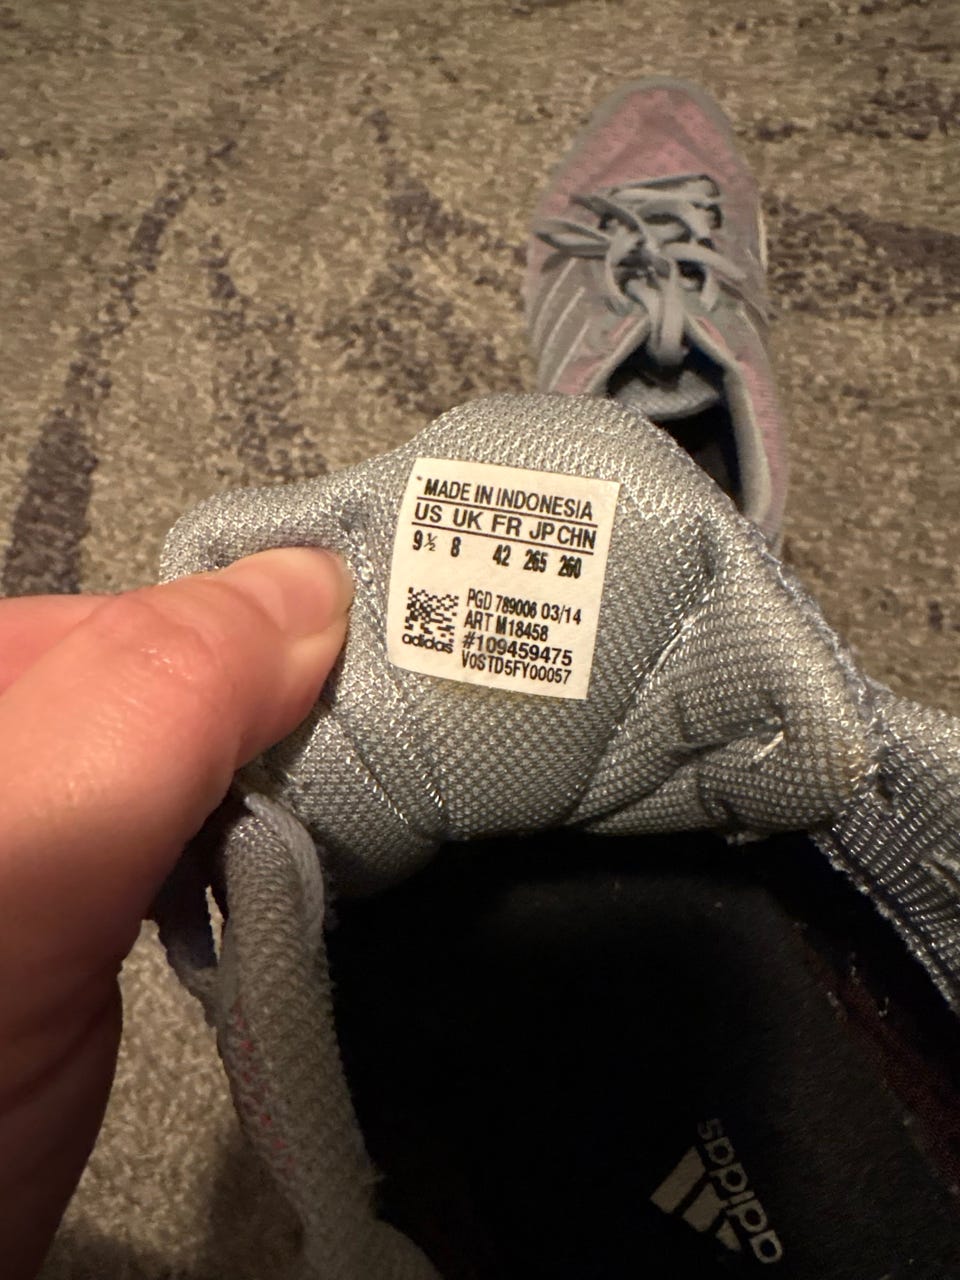 MADE IN INDONESIA
US UK FR JP CHN
9½ 8 42 265 260
PGD 789006 03/14
ART M18458
#109459475
V0STD5FY00057
adidas
adidas